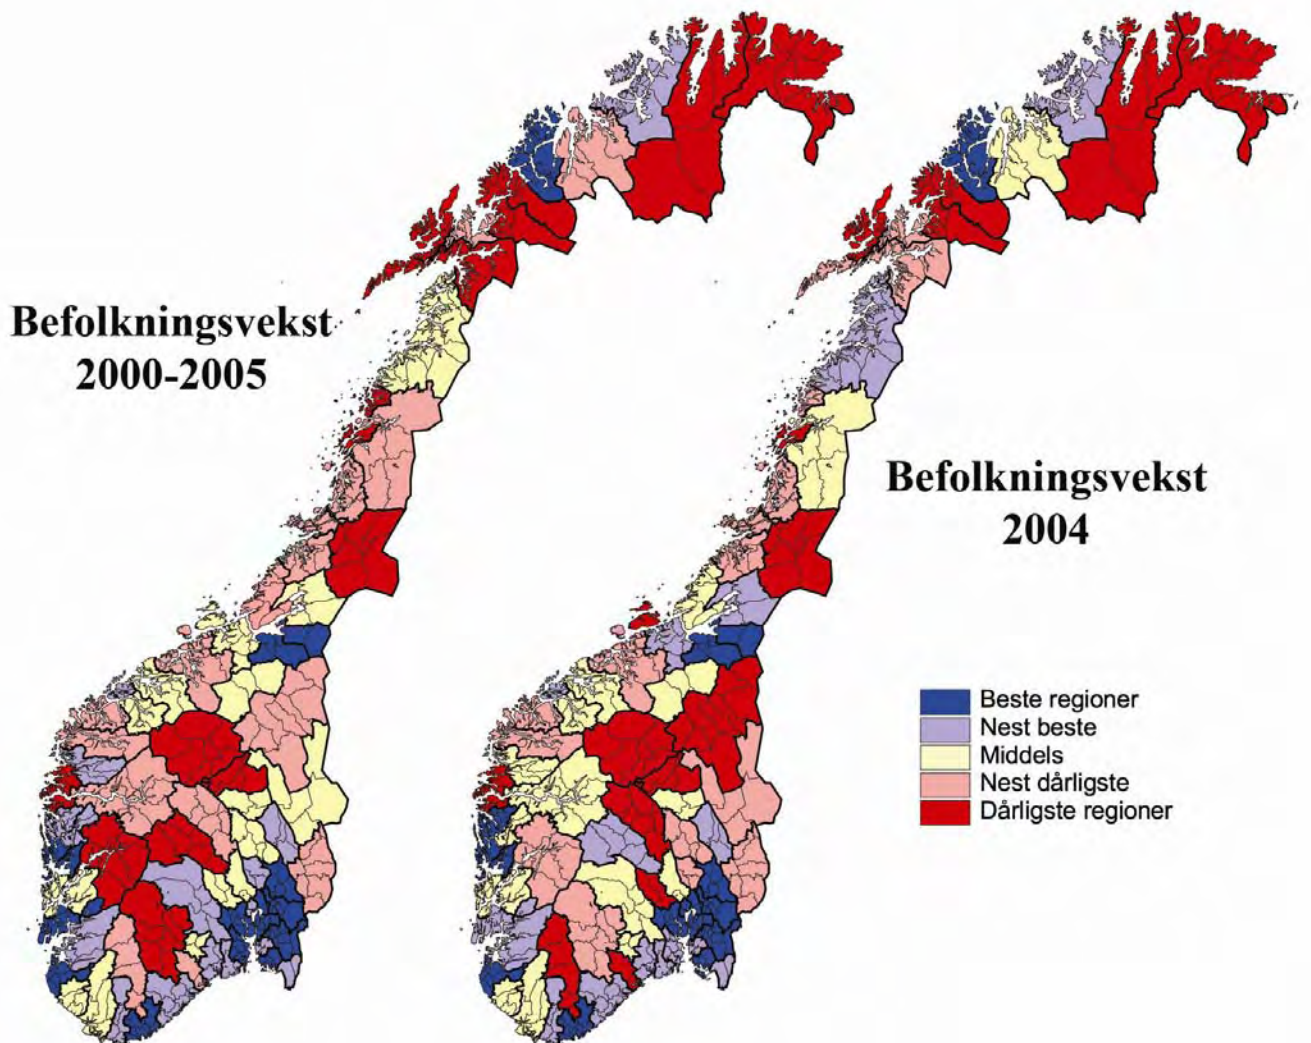 Befolkningsvekst
2000-2005
Befolkningsvekst
2004
Beste regioner
Nest beste
Middels
Nest dårligste
Dårligste regioner